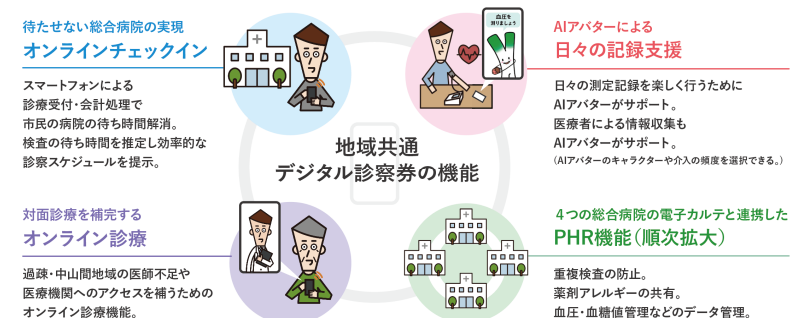 待たせない総合病院の実現
オンラインチェックイン
スマートフォンによる
診療受付・会計処理で
市民の病院の待ち時間解消。
検査の待ち時間を推定し効率的な
診察スケジュールを提示。
血圧を
測りましょう
AIアバターによる
日々の記録支援
日々の測定記録を楽しく行うために
AIアバターがサポート。
医療者による情報収集も
AIアバターがサポート。
(AIアバターのキャラクターや介入の頻度を選択できる。)
地域共通
デジタル診察券の機能
対面診療を補完する
オンライン診療
過疎・中山間地域の医師不足や
医療機関へのアクセスを補うための
オンライン診療機能。
4つの総合病院の電子カルテと連携した
PHR機能(順次拡大)
重複検査の防止。
薬剤アレルギーの共有。
血圧・血糖値管理などのデータ管理。